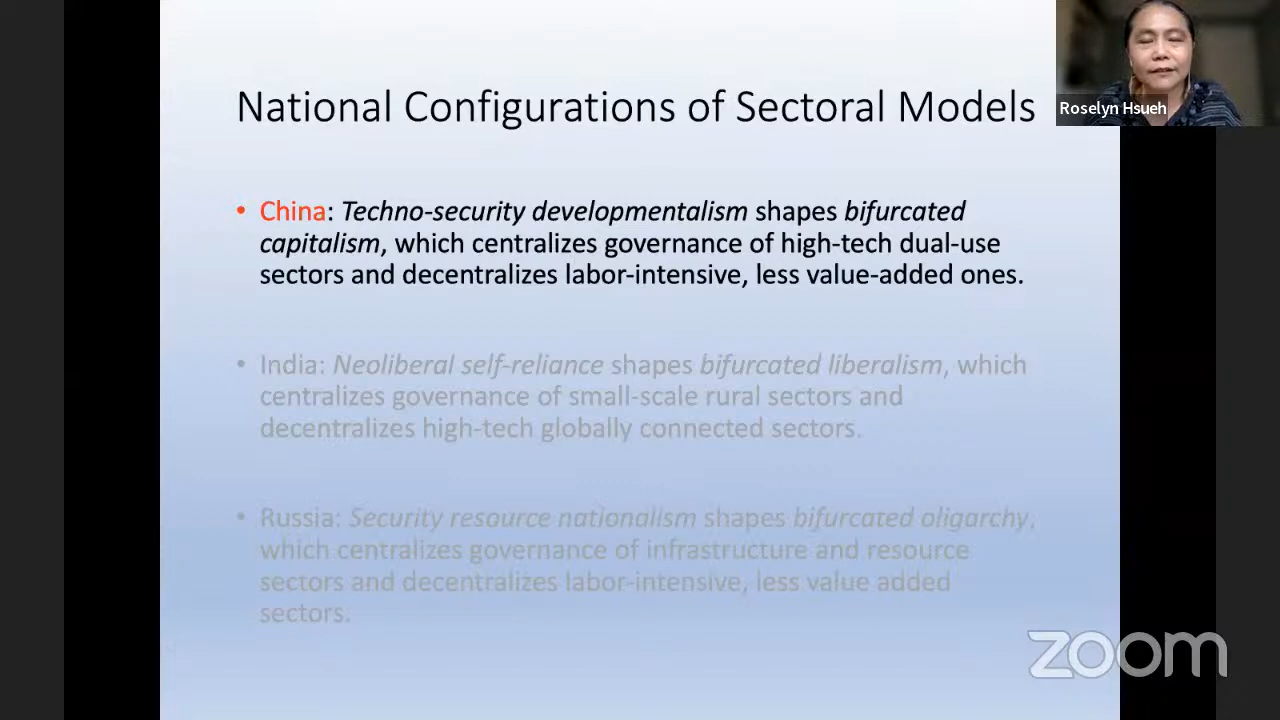 National Configurations of Sectoral Models
Roselyn Hsueh
• China: Techno-security developmentalism shapes bifurcated
capitalism, which centralizes governance of high-tech dual-use
sectors and decentralizes labor-intensive, less value-added ones.
• India: Neoliberal self-reliance shapes bifurcated liberalism, which
centralizes governance of small-scale rural sectors and
decentralizes high-tech globally connected sectors.
• Russia: Security resource nationalism shapes bifurcated oligarchy,
which centralizes governance of infrastructure and resource
sectors and decentralizes labor-intensive, less value added
sectors.
zoom